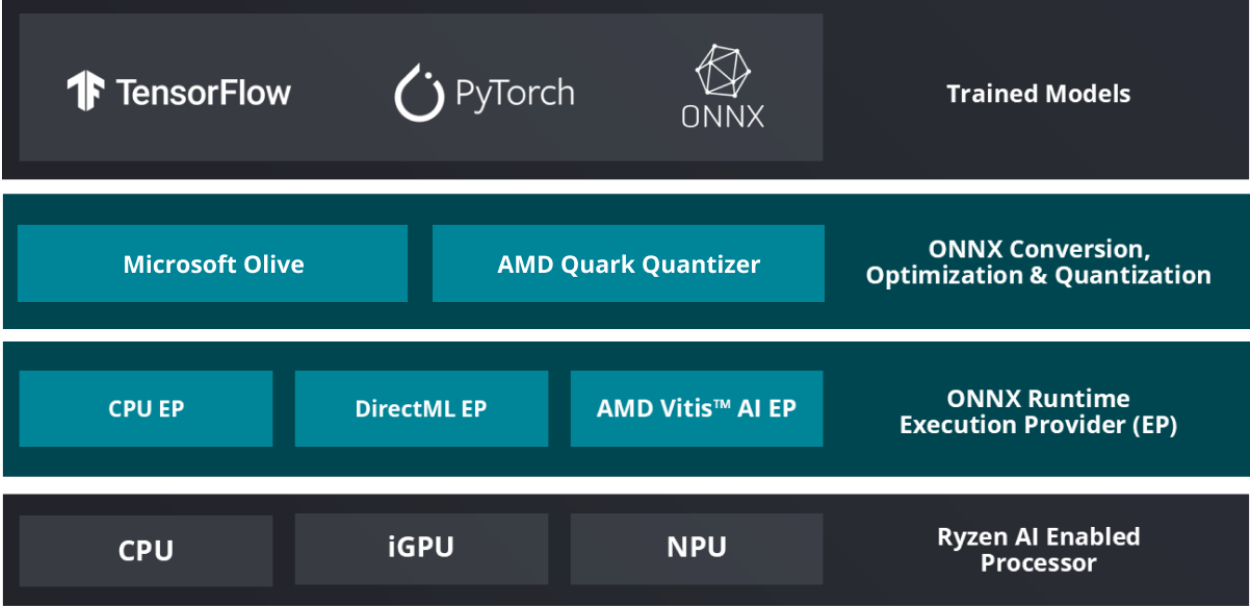 TensorFlow
PyTorch
ONNX
Trained Models
Microsoft Olive
AMD Quark Quantizer
ONNX Conversion,
Optimization & Quantization
CPU EP
DirectML EP
AMD Vitis™ AI EP
ONNX Runtime
Execution Provider (EP)
CPU
iGPU
NPU
Ryzen AI Enabled
Processor